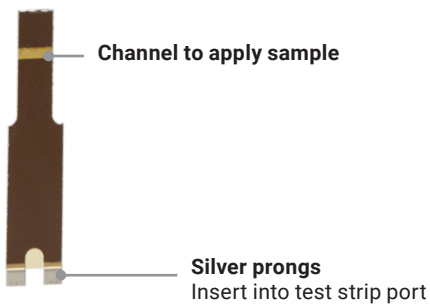 Channel to apply sample
Silver prongs
Insert into test strip port